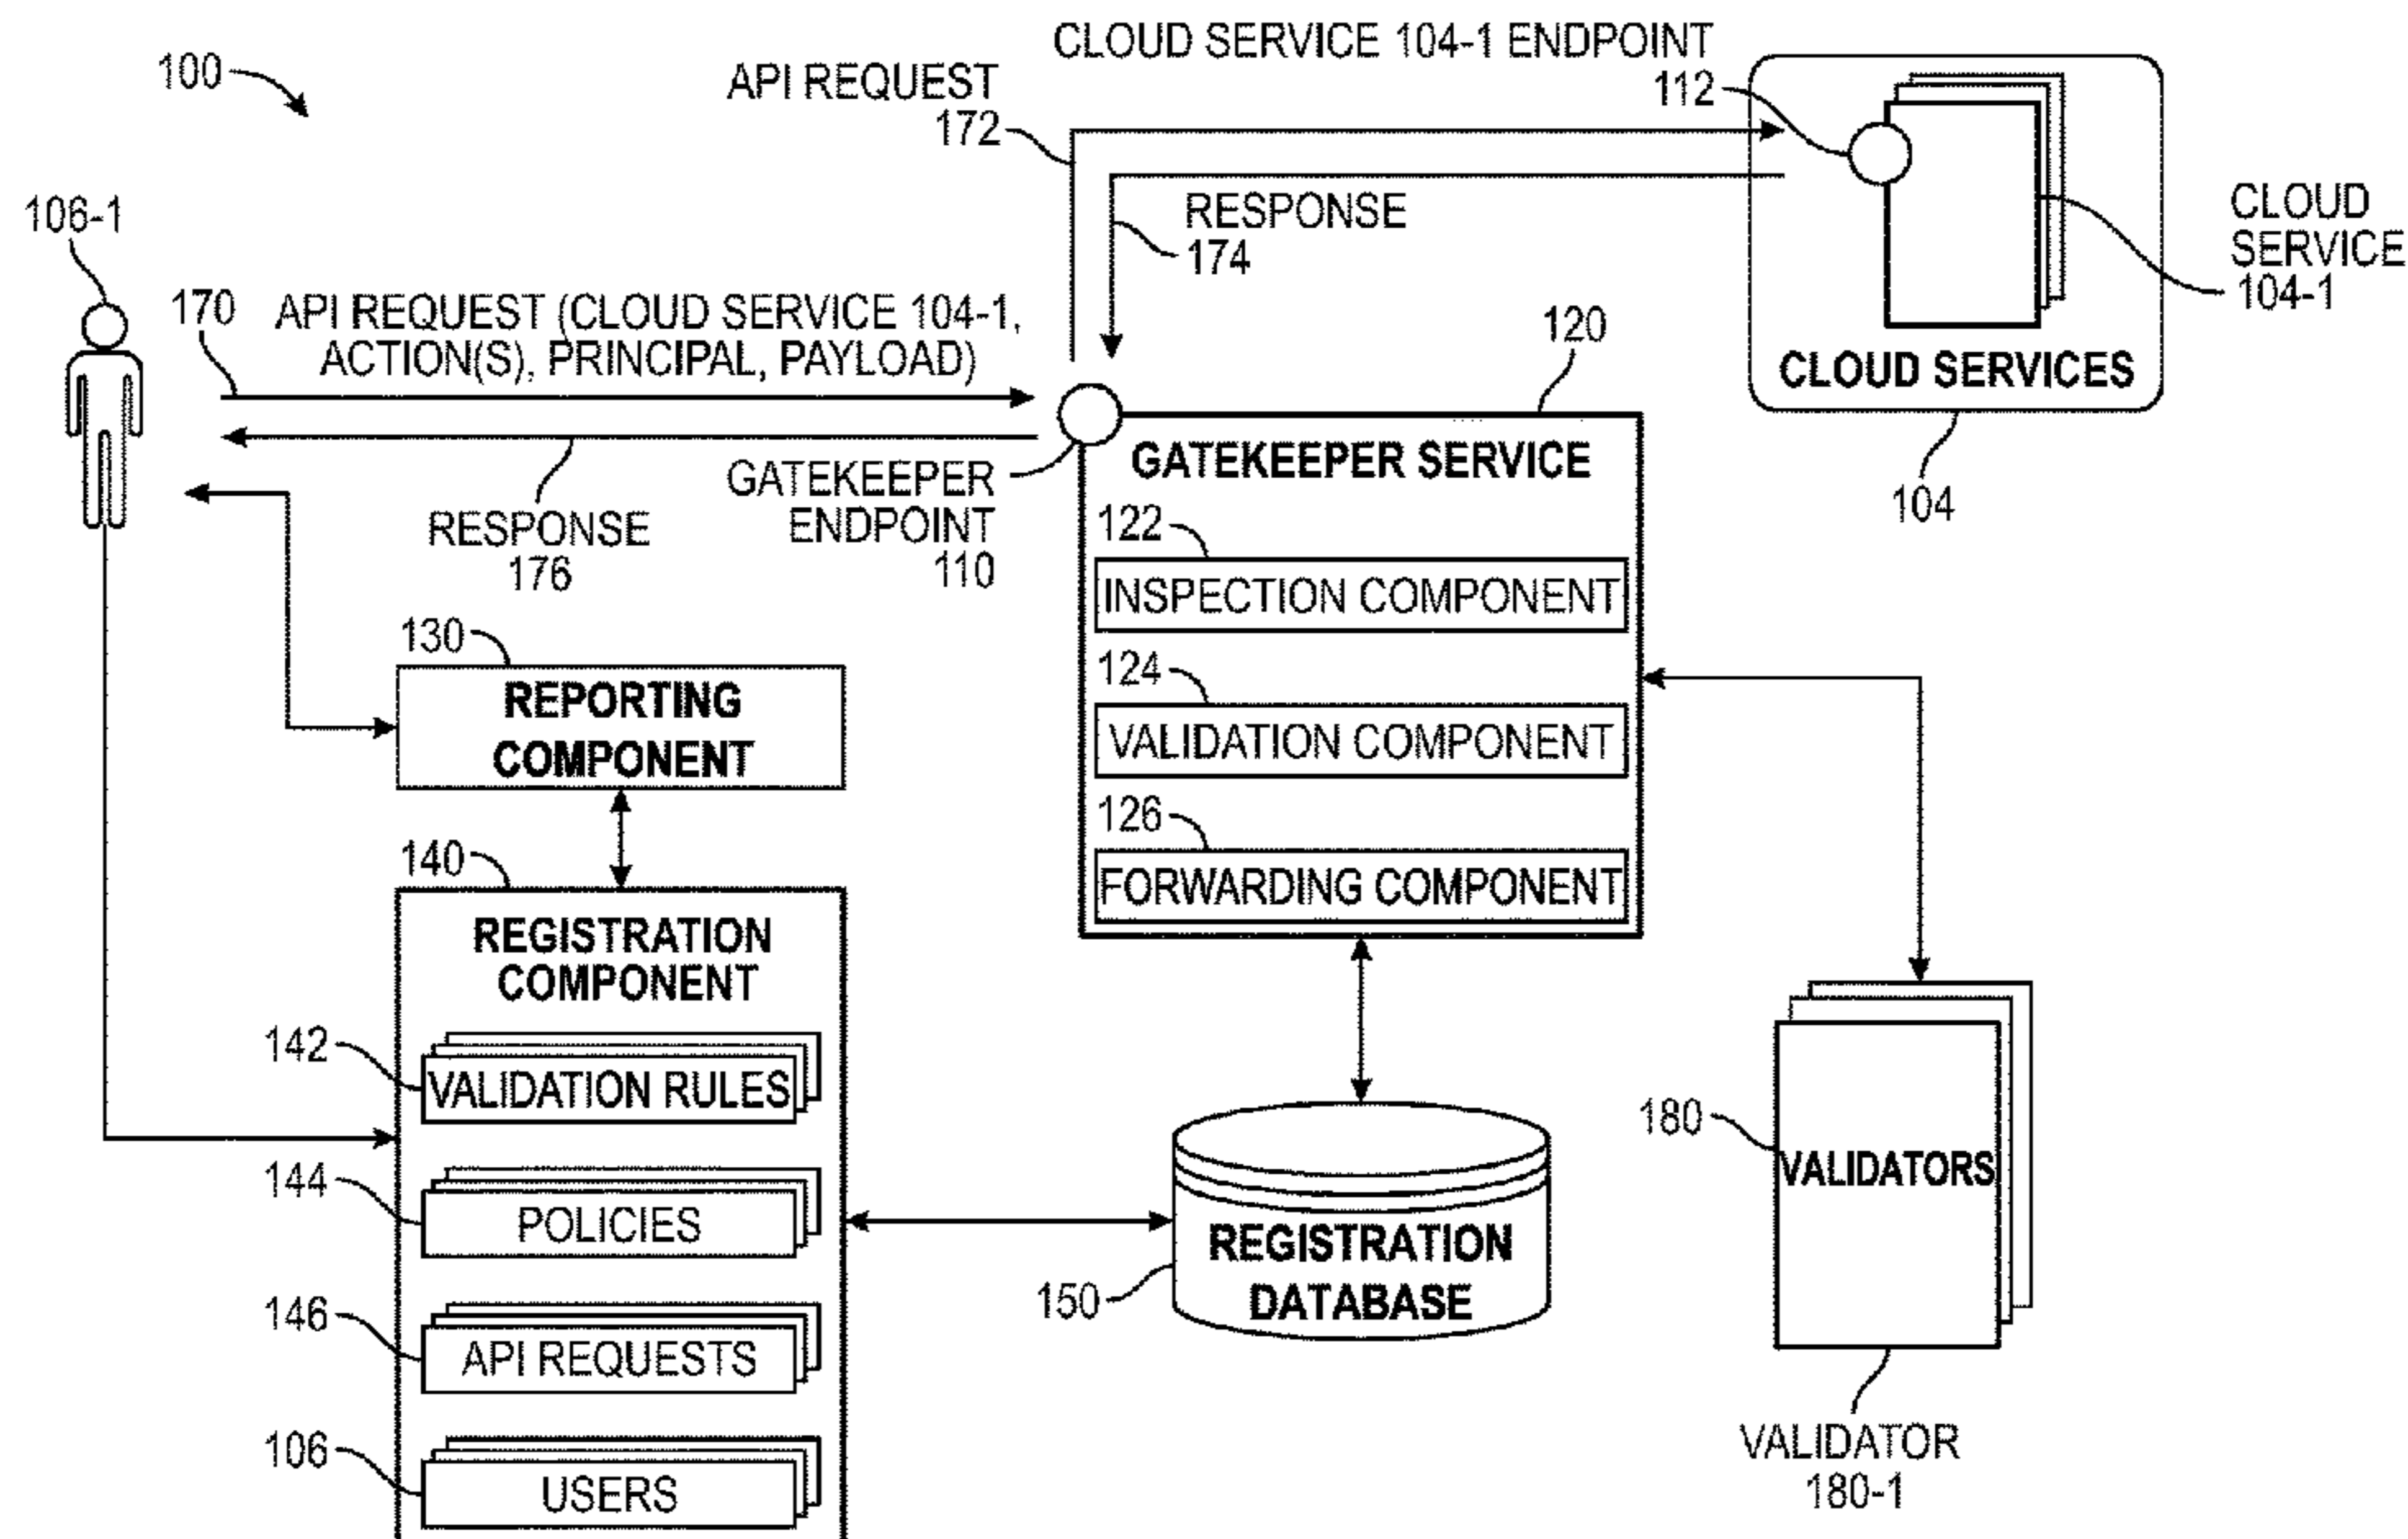 100
CLOUD SERVICE 104-1 ENDPOINT
112
API REQUEST
172
RESPONSE
174
CLOUD
SERVICE
104-1
CLOUD SERVICES
104
106-1
170
API REQUEST (CLOUD SERVICE 104-1,
ACTION(S), PRINCIPAL, PAYLOAD)
RESPONSE
176
GATEKEEPER
ENDPOINT
110
120
GATEKEEPER SERVICE
122
INSPECTION COMPONENT
124
VALIDATION COMPONENT
126
FORWARDING COMPONENT
130
REPORTING
COMPONENT
140
REGISTRATION
COMPONENT
142
VALIDATION RULES
144
POLICIES
146
API REQUESTS
106
USERS
150
REGISTRATION
DATABASE
180
VALIDATORS
VALIDATOR
180-1